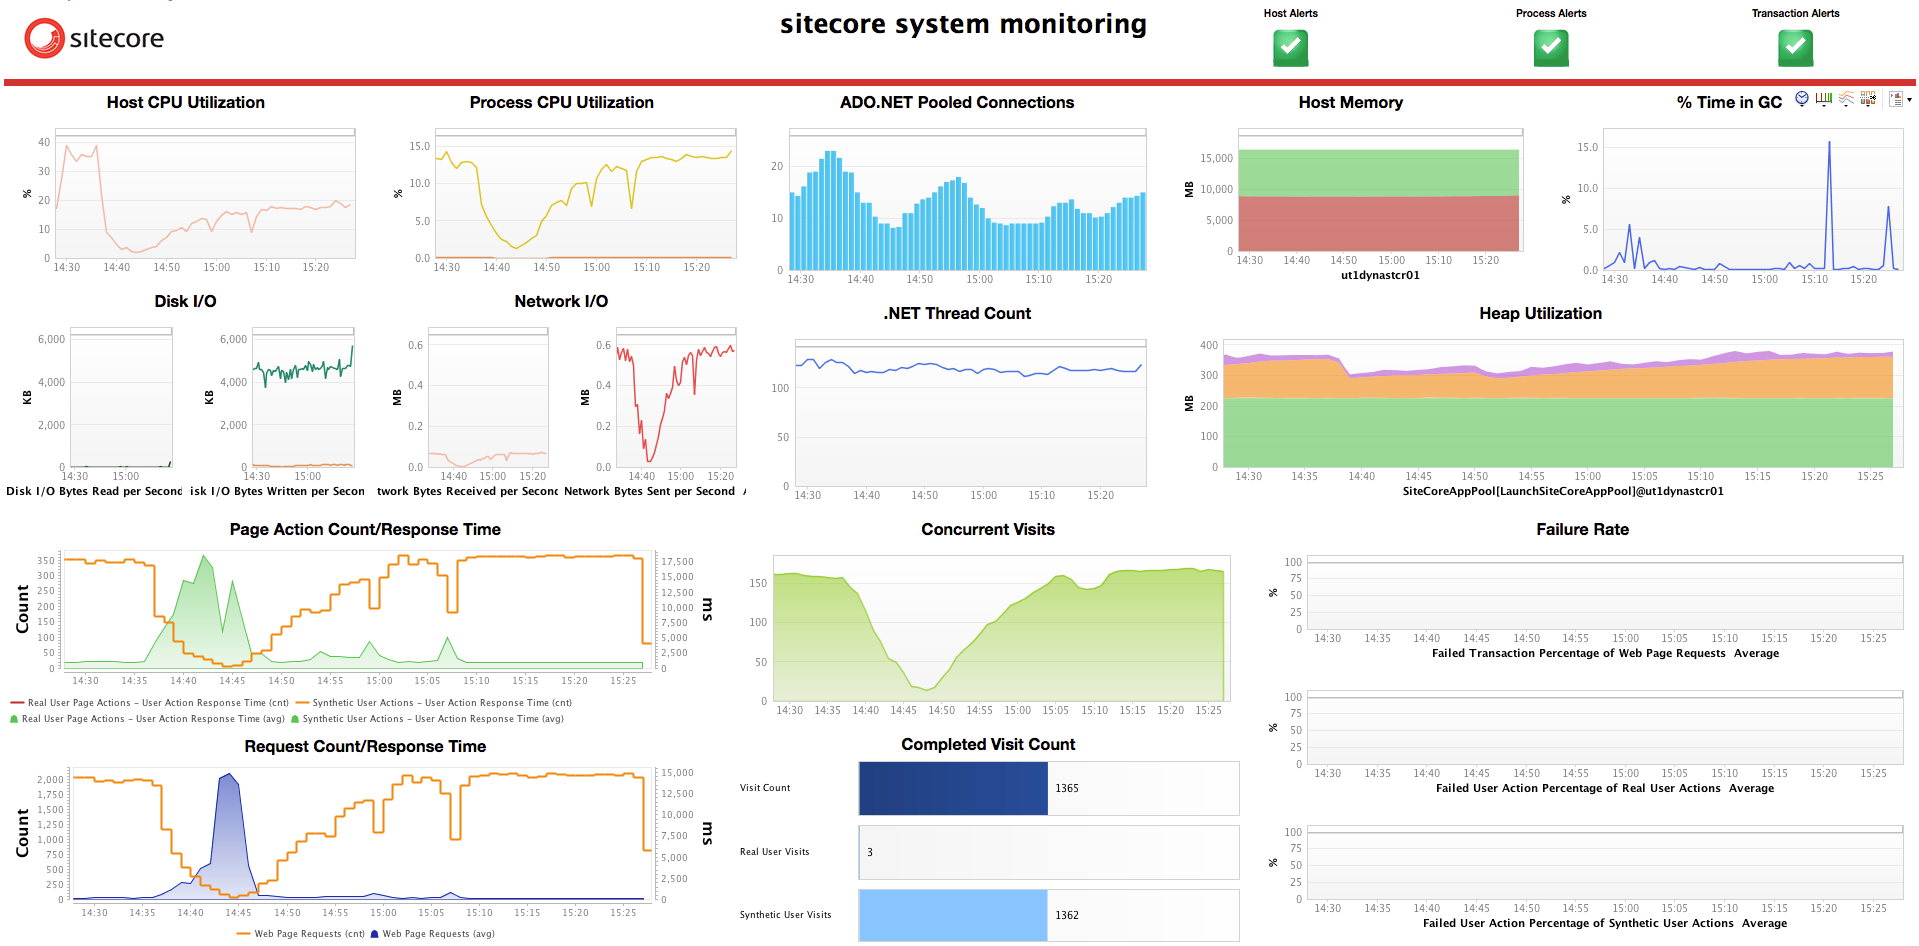 sitecore
sitecore system monitoring
Host Alerts
Process Alerts
Transaction Alerts
Host CPU Utilization
%
40
30
20
10
0
14:30 14:40 14:50 15:00 15:10 15:20
Process CPU Utilization
%
15.0
10.0
5.0
0.0
14:30 14:40 14:50 15:00 15:10 15:20
ADO.NET Pooled Connections
20
10
0
14:30 14:40 14:50 15:00 15:10 15:20
Host Memory
MB
15,000
10,000
5,000
0
14:30 14:40 14:50 15:00 15:10 15:20
ut1dynastcr01
% Time in GC
%
15.0
10.0
5.0
0.0
14:30 14:40 14:50 15:00 15:10 15:20
Disk I/O
KB
6,000
4,000
2,000
0
14:30 15:00
Disk I/O Bytes Read per Second
KB
6,000
4,000
2,000
0
14:30 15:00
isk I/O Bytes Written per Secon
Network I/O
MB
0.6
0.4
0.2
0.0
14:40 15:00 15:20
twork Bytes Received per Second
MB
0.6
0.4
0.2
0.0
14:40 15:00 15:20
Network Bytes Sent per Second
.NET Thread Count
100
50
0
14:30 14:40 14:50 15:00 15:10 15:20
Heap Utilization
MB
400
300
200
100
0
14:30 14:35 14:40 14:45 14:50 14:55 15:00 15:05 15:10 15:15 15:20 15:25
SiteCoreAppPool[LaunchSiteCoreAppPool]@ut1dynastcr01
Page Action Count/Response Time
Count
350
300
250
200
150
100
50
0
17,500
15,000
12,500
10,000
7,500
5,000
2,500
0
ms
14:30 14:35 14:40 14:45 14:50 14:55 15:00 15:05 15:10 15:15 15:20 15:25
Real User Page Actions - User Action Response Time (cnt) Synthetic User Actions - User Action Response Time (cnt)
Real User Page Actions - User Action Response Time (avg) Synthetic User Actions - User Action Response Time (avg)
Concurrent Visits
150
100
50
0
14:30 14:35 14:40 14:45 14:50 14:55 15:00 15:05 15:10 15:15 15:20 15:25
Failure Rate
%
100
75
50
25
0
14:30 14:35 14:40 14:45 14:50 14:55 15:00 15:05 15:10 15:15 15:20 15:25
Failed Transaction Percentage of Web Page Requests Average
%
100
75
50
25
0
14:30 14:35 14:40 14:45 14:50 14:55 15:00 15:05 15:10 15:15 15:20 15:25
Failed User Action Percentage of Real User Actions Average
%
100
75
50
25
0
14:30 14:35 14:40 14:45 14:50 14:55 15:00 15:05 15:10 15:15 15:20 15:25
Failed User Action Percentage of Synthetic User Actions Average
Request Count/Response Time
Count
2,000
1,750
1,500
1,250
1,000
750
500
250
0
15,000
12,500
10,000
7,500
5,000
2,500
0
ms
14:30 14:35 14:40 14:45 14:50 14:55 15:00 15:05 15:10 15:15 15:20 15:25
Web Page Requests (cnt) Web Page Requests (avg)
Completed Visit Count
Visit Count 1365
Real User Visits 3
Synthetic User Visits 1362